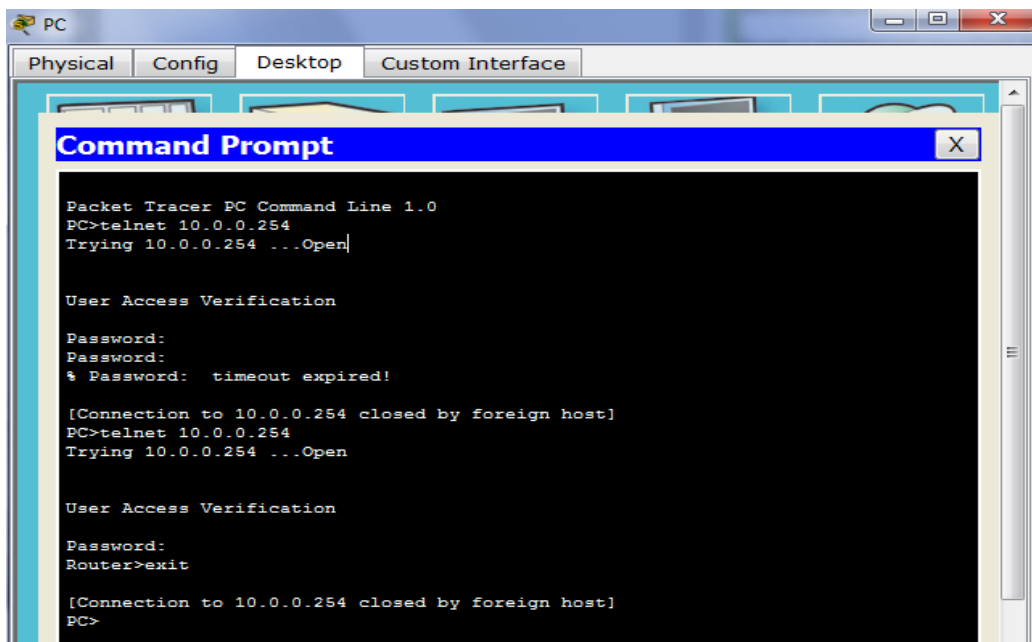 PC
Physical Config Desktop Custom Interface
Command Prompt X
Packet Tracer PC Command Line 1.0
PC>telnet 10.0.0.254
Trying 10.0.0.254 ...Open
User Access Verification
Password:
Password:
% Password:  timeout expired!
[Connection to 10.0.0.254 closed by foreign host]
PC>telnet 10.0.0.254
Trying 10.0.0.254 ...Open
User Access Verification
Password:
Router>exit
[Connection to 10.0.0.254 closed by foreign host]
PC>